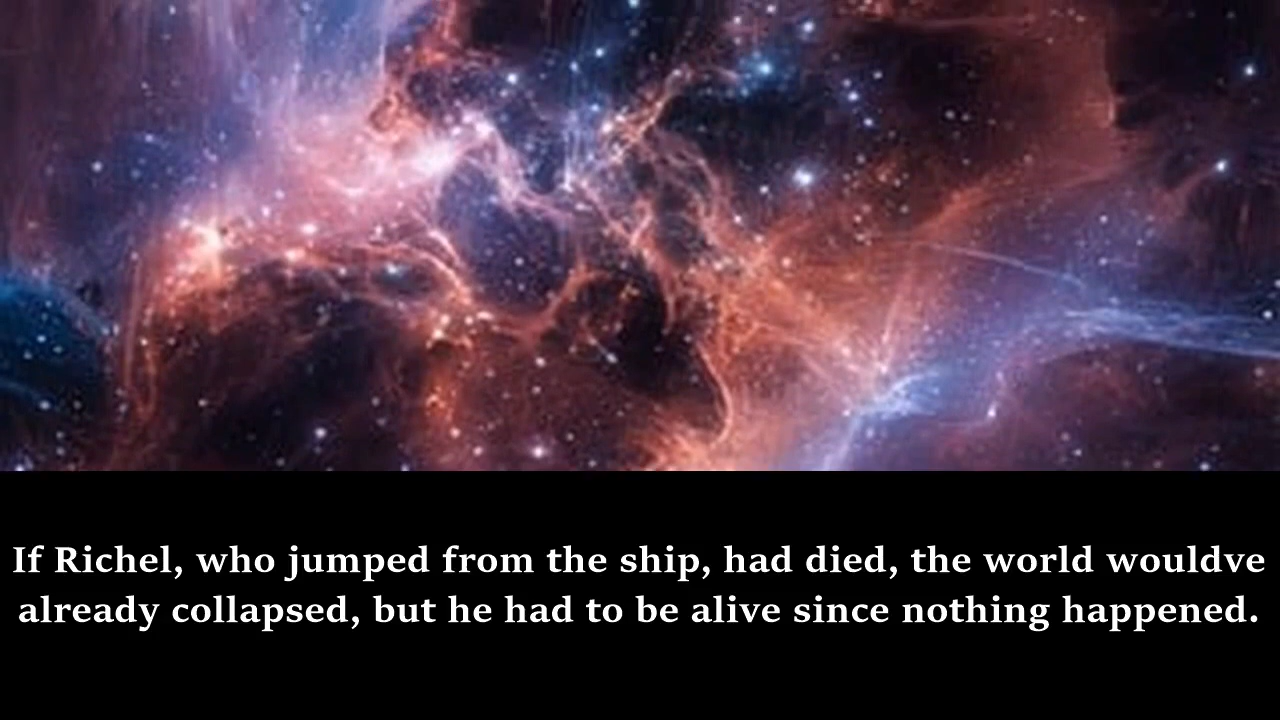 If Richel, who jumped from the ship, had died, the world wouldve
already collapsed, but he had to be alive since nothing happened.